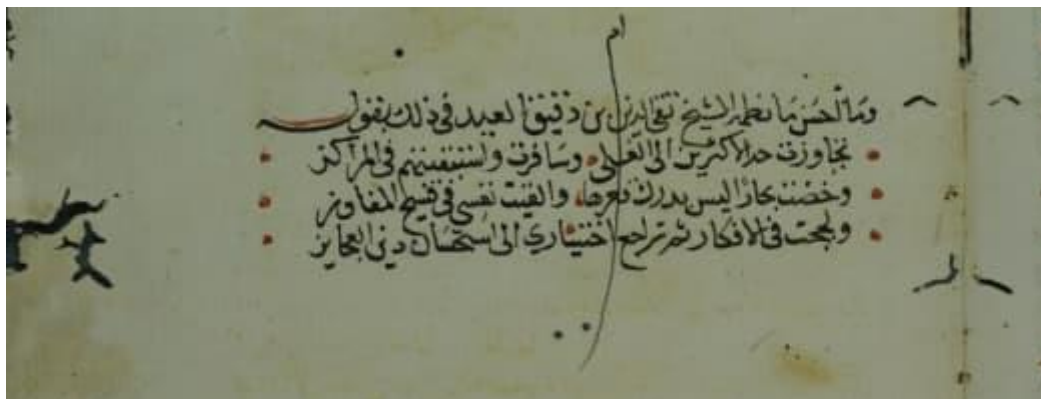 ام
وما احسن ما نظمه الشيخ تقي الدين بن دقيق العبد في ذلك بقوله
تجاوزت حد الاكثرين الى العلى وسافرت واستبقيتهم في المراكز
وخضت بحارا ليس يدرك قعرها والقيت نفسي في فسيح المفاوز
ولججت في الافكار ثم تراجع اختياري الى استحسان دين العجايز